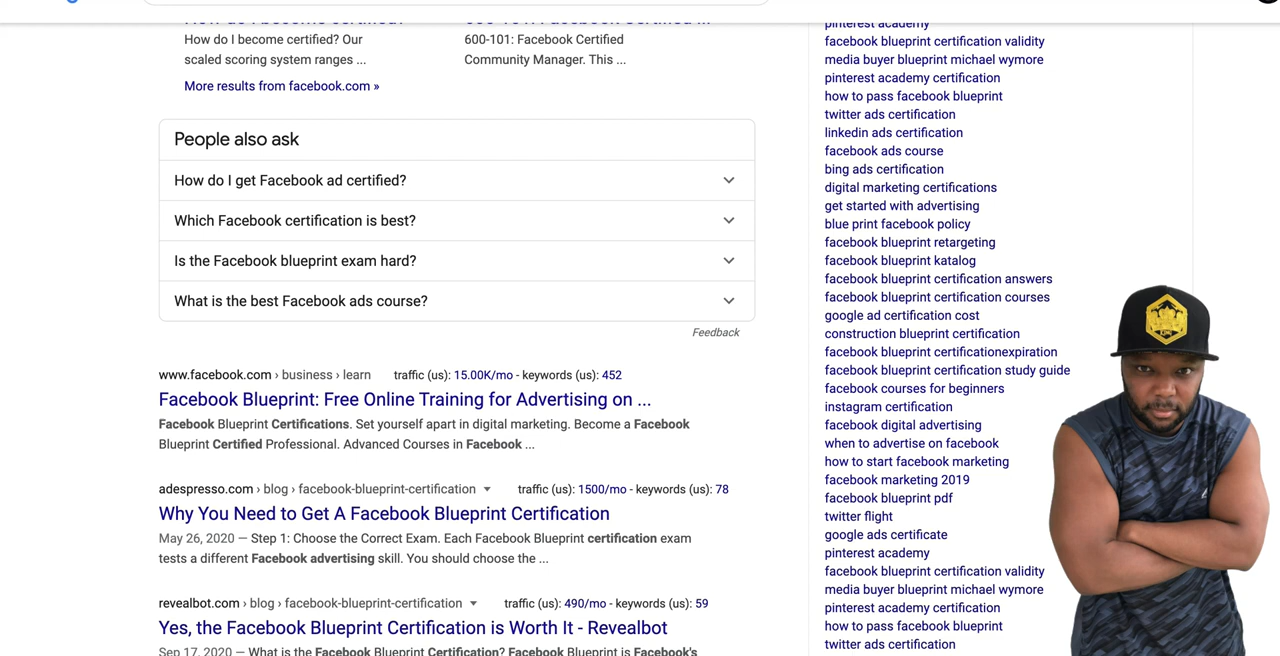 How do I become certified? Our
scaled scoring system ranges ...
600-101: Facebook Certified
Community Manager. This ...
More results from facebook.com »
People also ask
How do I get Facebook ad certified?
Which Facebook certification is best?
Is the Facebook blueprint exam hard?
What is the best Facebook ads course?
Feedback
www.facebook.com › business › learn traffic (us): 15.00K/mo - keywords (us): 452
Facebook Blueprint: Free Online Training for Advertising on ...
Facebook Blueprint Certifications. Set yourself apart in digital marketing. Become a Facebook
Blueprint Certified Professional. Advanced Courses in Facebook ...
adespresso.com › blog › facebook-blueprint-certification traffic (us): 1500/mo - keywords (us): 78
Why You Need to Get A Facebook Blueprint Certification
May 26, 2020 — Step 1: Choose the Correct Exam. Each Facebook Blueprint certification exam
tests a different Facebook advertising skill. You should choose the ...
revealbot.com › blog › facebook-blueprint-certification traffic (us): 490/mo - keywords (us): 59
Yes, the Facebook Blueprint Certification is Worth It - Revealbot
Sep 17, 2020 — What is the Facebook Blueprint Certification? Facebook Blueprint is Facebook's
pinterest academy
facebook blueprint certification validity
media buyer blueprint michael wymore
pinterest academy certification
how to pass facebook blueprint
twitter ads certification
linkedin ads certification
facebook ads course
bing ads certification
digital marketing certifications
get started with advertising
blue print facebook policy
facebook blueprint retargeting
facebook blueprint katalog
facebook blueprint certification answers
facebook blueprint certification courses
google ad certification cost
construction blueprint certification
facebook blueprint certificationexpiration
facebook blueprint certification study guide
facebook courses for beginners
instagram certification
facebook digital advertising
when to advertise on facebook
how to start facebook marketing
facebook marketing 2019
facebook blueprint pdf
twitter flight
google ads certificate
pinterest academy
facebook blueprint certification validity
media buyer blueprint michael wymore
pinterest academy certification
how to pass facebook blueprint
twitter ads certification